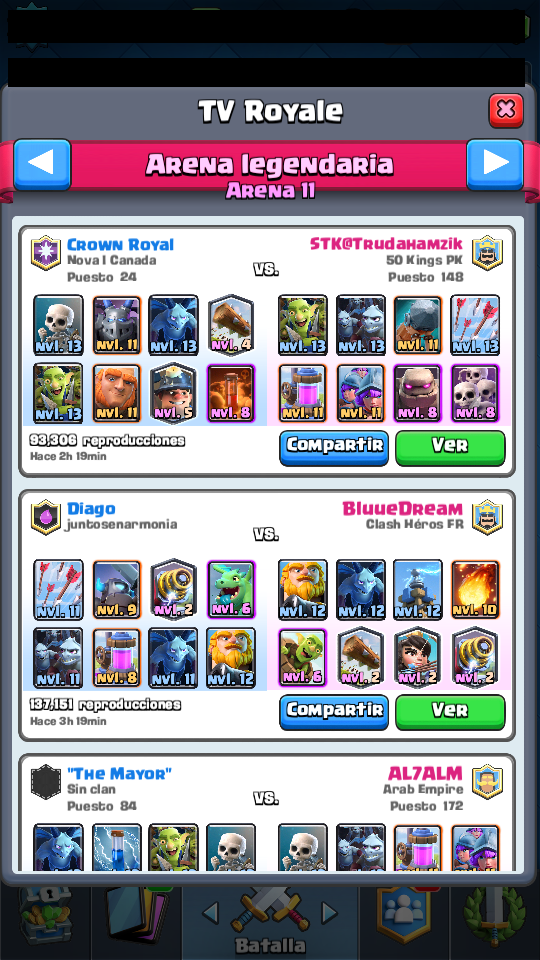 TV Royale
Arena legendaria
Arena 11
Crown Royal
Nova l Canada
Puesto 24
vs.
STK@Trudahamzik
50 Kings PK
Puesto 148
Nvl. 13 Nvl. 11 Nvl. 13 Nvl. 4 Nvl. 13 Nvl. 13 Nvl. 11 Nvl. 13
Nvl. 13 Nvl. 11 Nvl. 5 Nvl. 8 Nvl. 11 Nvl. 11 Nvl. 8 Nvl. 8
93,306 reproducciones
Hace 2h 19min
Compartir
Ver
Diago
juntosenarmonia
vs.
BluueDream
Clash Héros FR
Nvl. 11 Nvl. 9 Nvl. 2 Nvl. 6 Nvl. 12 Nvl. 12 Nvl. 12 Nvl. 10
Nvl. 11 Nvl. 8 Nvl. 11 Nvl. 12 Nvl. 6 Nvl. 2 Nvl. 2 Nvl. 2
137,151 reproducciones
Hace 3h 19min
Compartir
Ver
"The Mayor"
Sin clan
Puesto 84
vs.
AL7ALM
Arab Empire
Puesto 172
Batalla